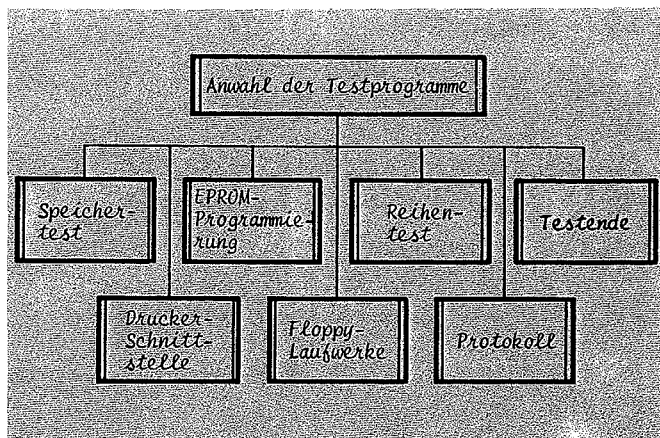 Anwahl der Testprogramme
Speicher-
test
EPROM-
Programmie-
rung
Reihen-
test
Testende
Drucker-
Schnitt-
stelle
Floppy-
Laufwerke
Protokoll